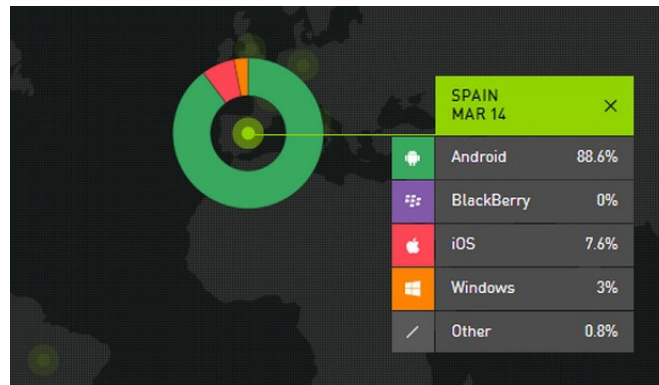 SPAIN
MAR 14
Android 88.6%
BlackBerry 0%
iOS 7.6%
Windows 3%
Other 0.8%